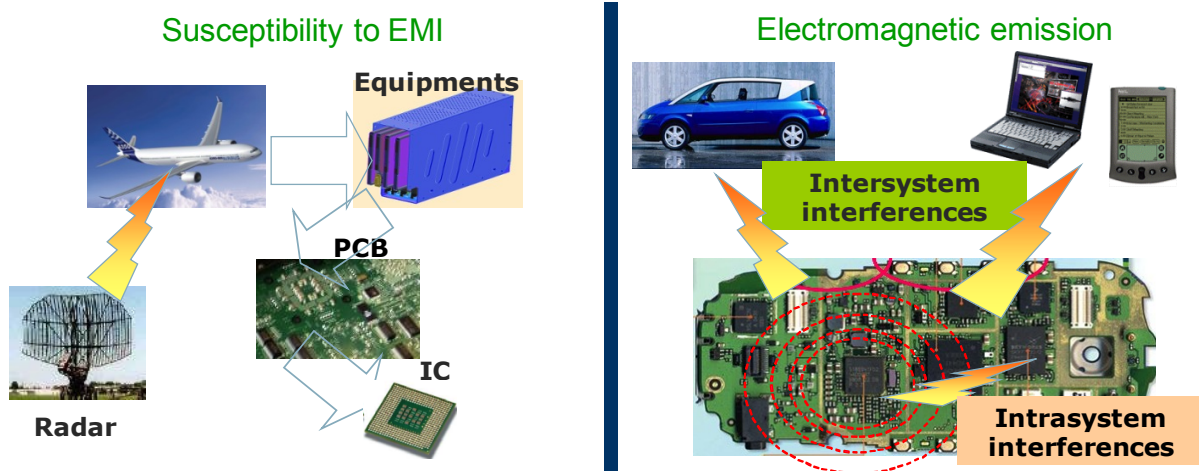 Susceptibility to EMI
Equipments
PCB
IC
Radar
Electromagnetic emission
Intersystem
interferences
Intrasystem
interferences